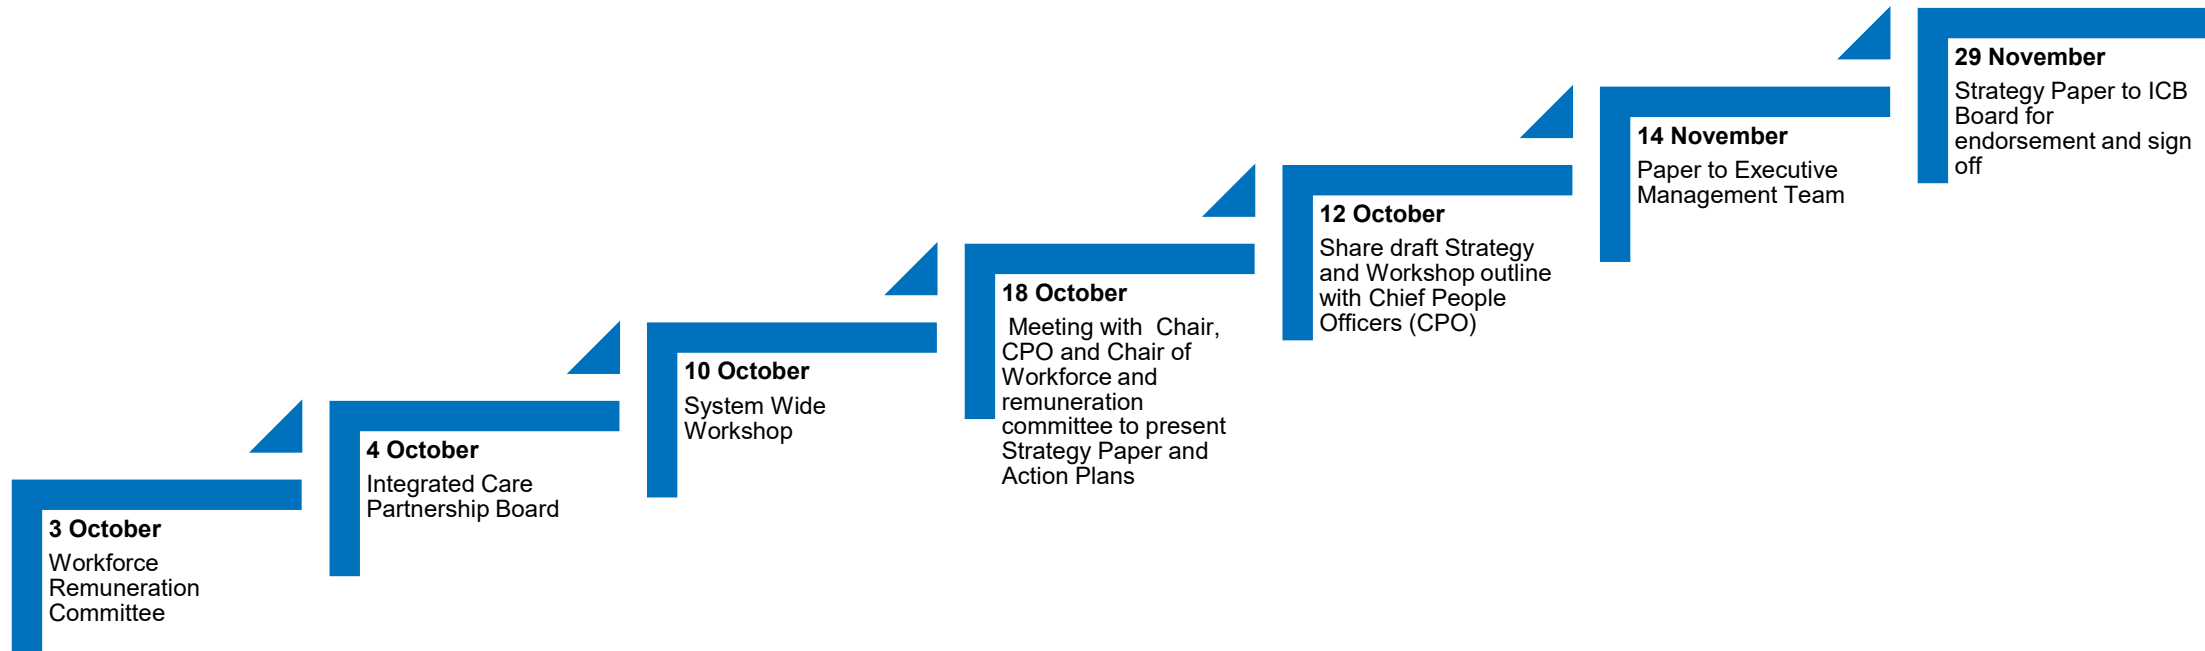 3 October
Workforce
Remuneration
Committee
4 October
Integrated Care
Partnership Board
10 October
System Wide
Workshop
18 October
Meeting with  Chair,
CPO and Chair of
Workforce and
remuneration
committee to present
Strategy Paper and
Action Plans
12 October
Share draft Strategy
and Workshop outline
with Chief People
Officers (CPO)
14 November
Paper to Executive
Management Team
29 November
Strategy Paper to ICB
Board for
endorsement and sign
off